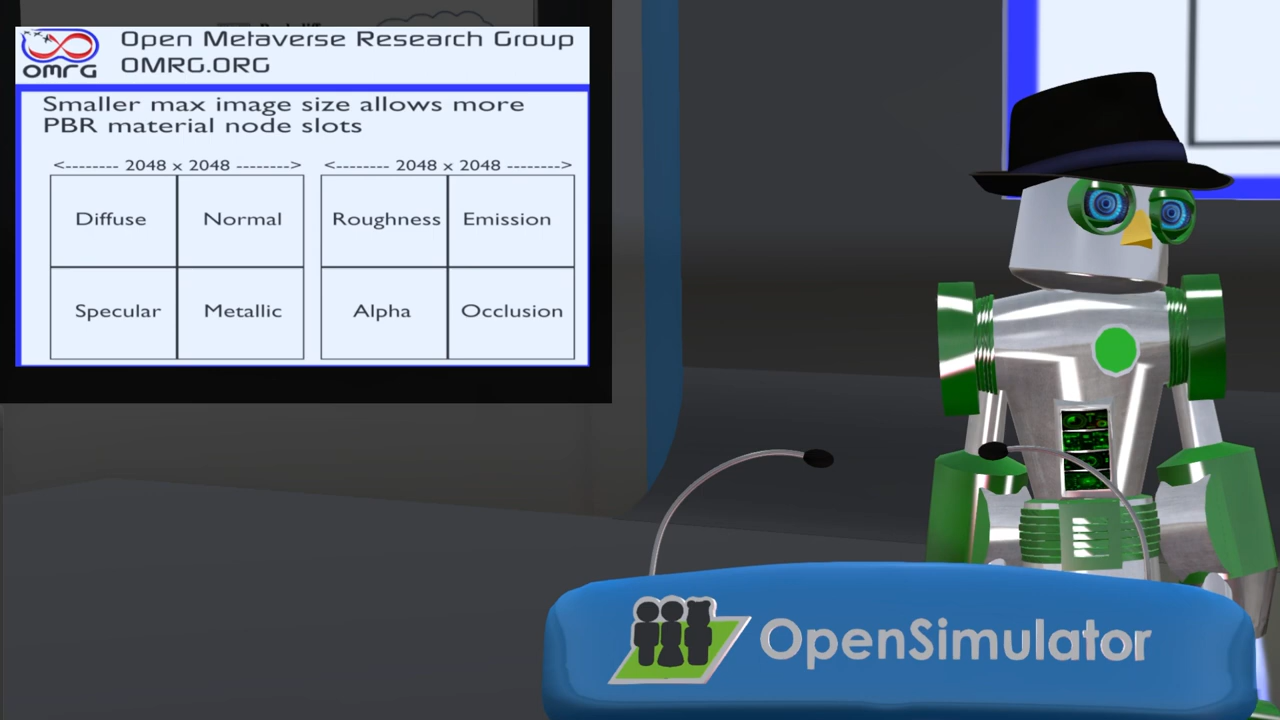 Open Metaverse Research Group
OMRG
OMRG.ORG
Smaller max image size allows more
PBR material node slots
<-------- 2048 x 2048 --------> <-------- 2048 x 2048 -------->
Diffuse Normal Roughness Emission
Specular Metallic Alpha Occlusion
OpenSimulator